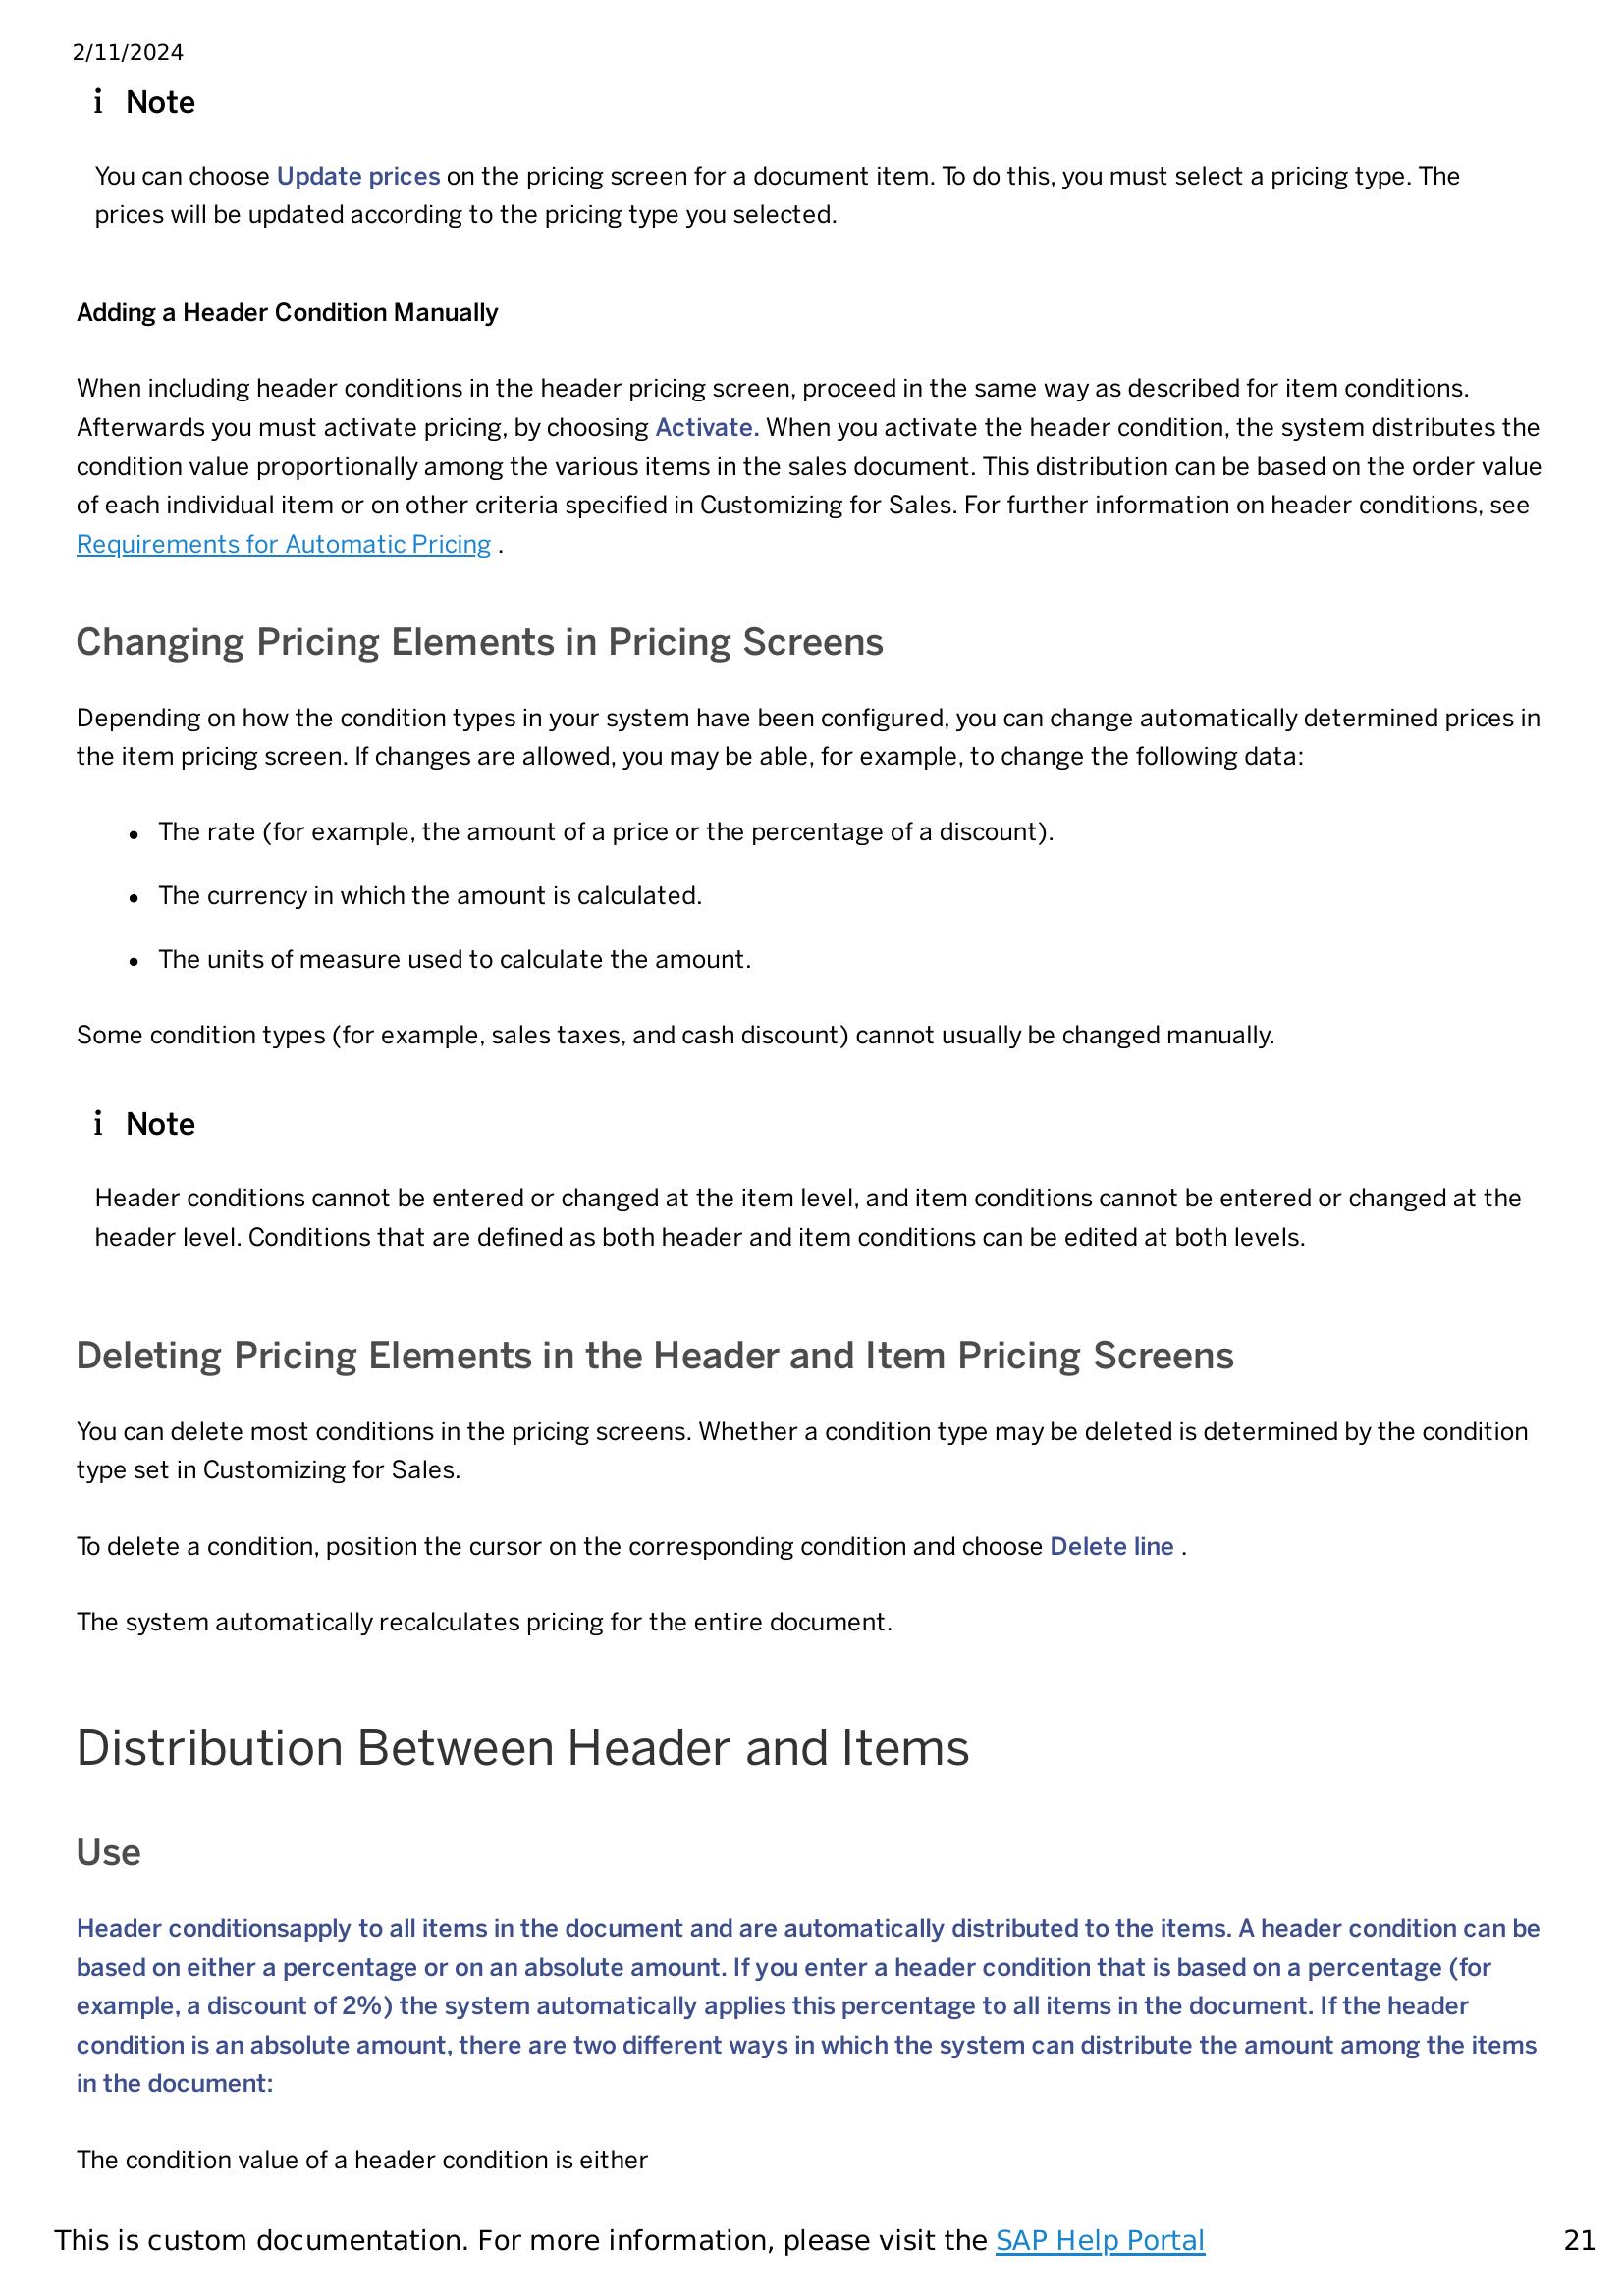 2/11/2024
i Note
You can choose Update prices on the pricing screen for a document item. To do this, you must select a pricing type. The
prices will be updated according to the pricing type you selected.
Adding a Header Condition Manually
When including header conditions in the header pricing screen, proceed in the same way as described for item conditions.
Afterwards you must activate pricing, by choosing Activate. When you activate the header condition, the system distributes the
condition value proportionally among the various items in the sales document. This distribution can be based on the order value
of each individual item or on other criteria specified in Customizing for Sales. For further information on header conditions, see
Requirements for Automatic Pricing .
Changing Pricing Elements in Pricing Screens
Depending on how the condition types in your system have been configured, you can change automatically determined prices in
the item pricing screen. If changes are allowed, you may be able, for example, to change the following data:
• The rate (for example, the amount of a price or the percentage of a discount).
• The currency in which the amount is calculated.
• The units of measure used to calculate the amount.
Some condition types (for example, sales taxes, and cash discount) cannot usually be changed manually.
i Note
Header conditions cannot be entered or changed at the item level, and item conditions cannot be entered or changed at the
header level. Conditions that are defined as both header and item conditions can be edited at both levels.
Deleting Pricing Elements in the Header and Item Pricing Screens
You can delete most conditions in the pricing screens. Whether a condition type may be deleted is determined by the condition
type set in Customizing for Sales.
To delete a condition, position the cursor on the corresponding condition and choose Delete line .
The system automatically recalculates pricing for the entire document.
Distribution Between Header and Items
Use
Header conditionsapply to all items in the document and are automatically distributed to the items. A header condition can be
based on either a percentage or on an absolute amount. If you enter a header condition that is based on a percentage (for
example, a discount of 2%) the system automatically applies this percentage to all items in the document. If the header
condition is an absolute amount, there are two different ways in which the system can distribute the amount among the items
in the document:
The condition value of a header condition is either
This is custom documentation. For more information, please visit the SAP Help Portal 21